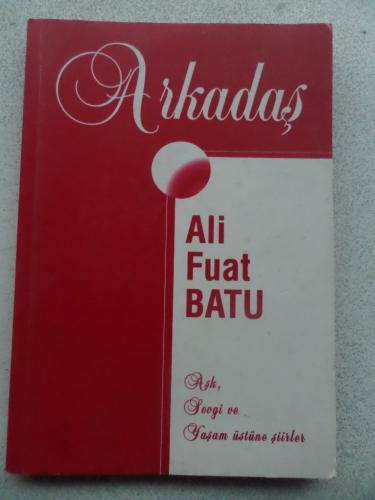 Arkadaş
Ali
Fuat
BATU
Aşk,
Sevgi ve
Yaşam üstüne şiirler